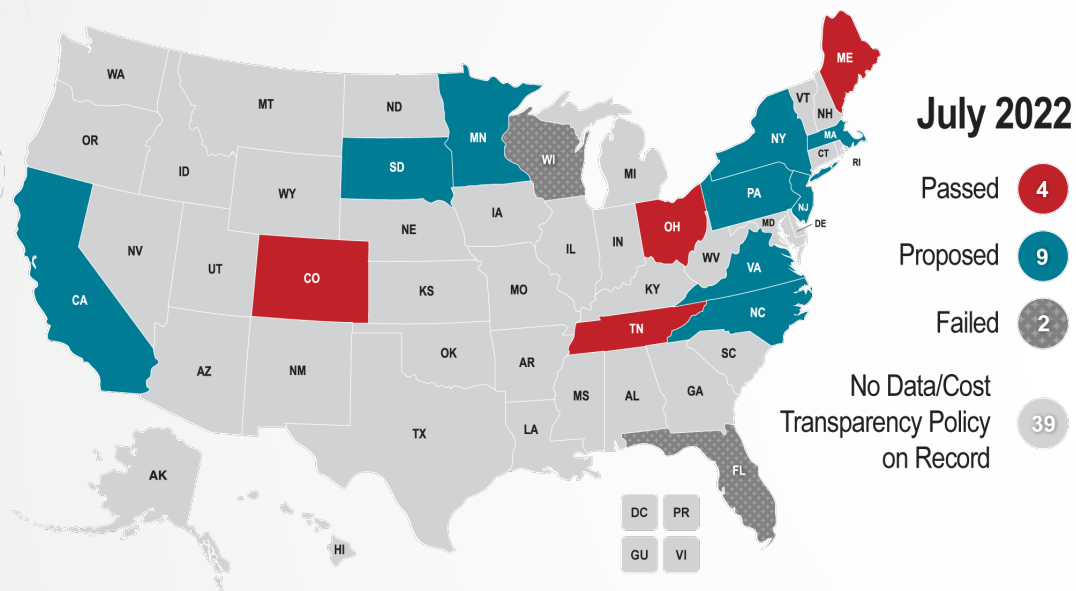 ME
WA
MT
ND
VT
NH
OR
MN
NY
MA
ID
SD
WI
CT
RI
WY
MI
PA
IA
NJ
NE
OH
MD
DE
NV
IL
IN
UT
CO
WV
VA
CA
KS
MO
KY
NC
TN
OK
AR
SC
AZ
NM
MS
AL
GA
TX
LA
FL
AK
HI
DC PR
GU VI
July 2022
Passed 4
Proposed 9
Failed 2
No Data/Cost
Transparency Policy 39
on Record